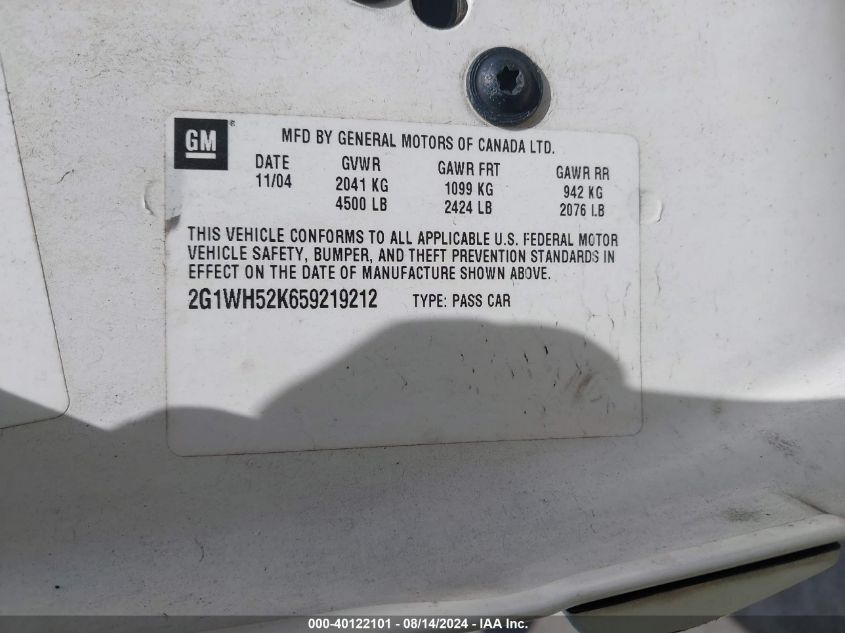 GM®
MFD BY GENERAL MOTORS OF CANADA LTD.
DATE GVWR GAWR FRT GAWR RR
11/04 2041 KG 1099 KG 942 KG
4500 LB 2424 LB 2076 LB
THIS VEHICLE CONFORMS TO ALL APPLICABLE U.S. FEDERAL MOTOR
VEHICLE SAFETY, BUMPER, AND THEFT PREVENTION STANDARDS IN
EFFECT ON THE DATE OF MANUFACTURE SHOWN ABOVE.
2G1WH52K659219212 TYPE: PASS CAR
000-40122101 - 08/14/2024 - IAA Inc.